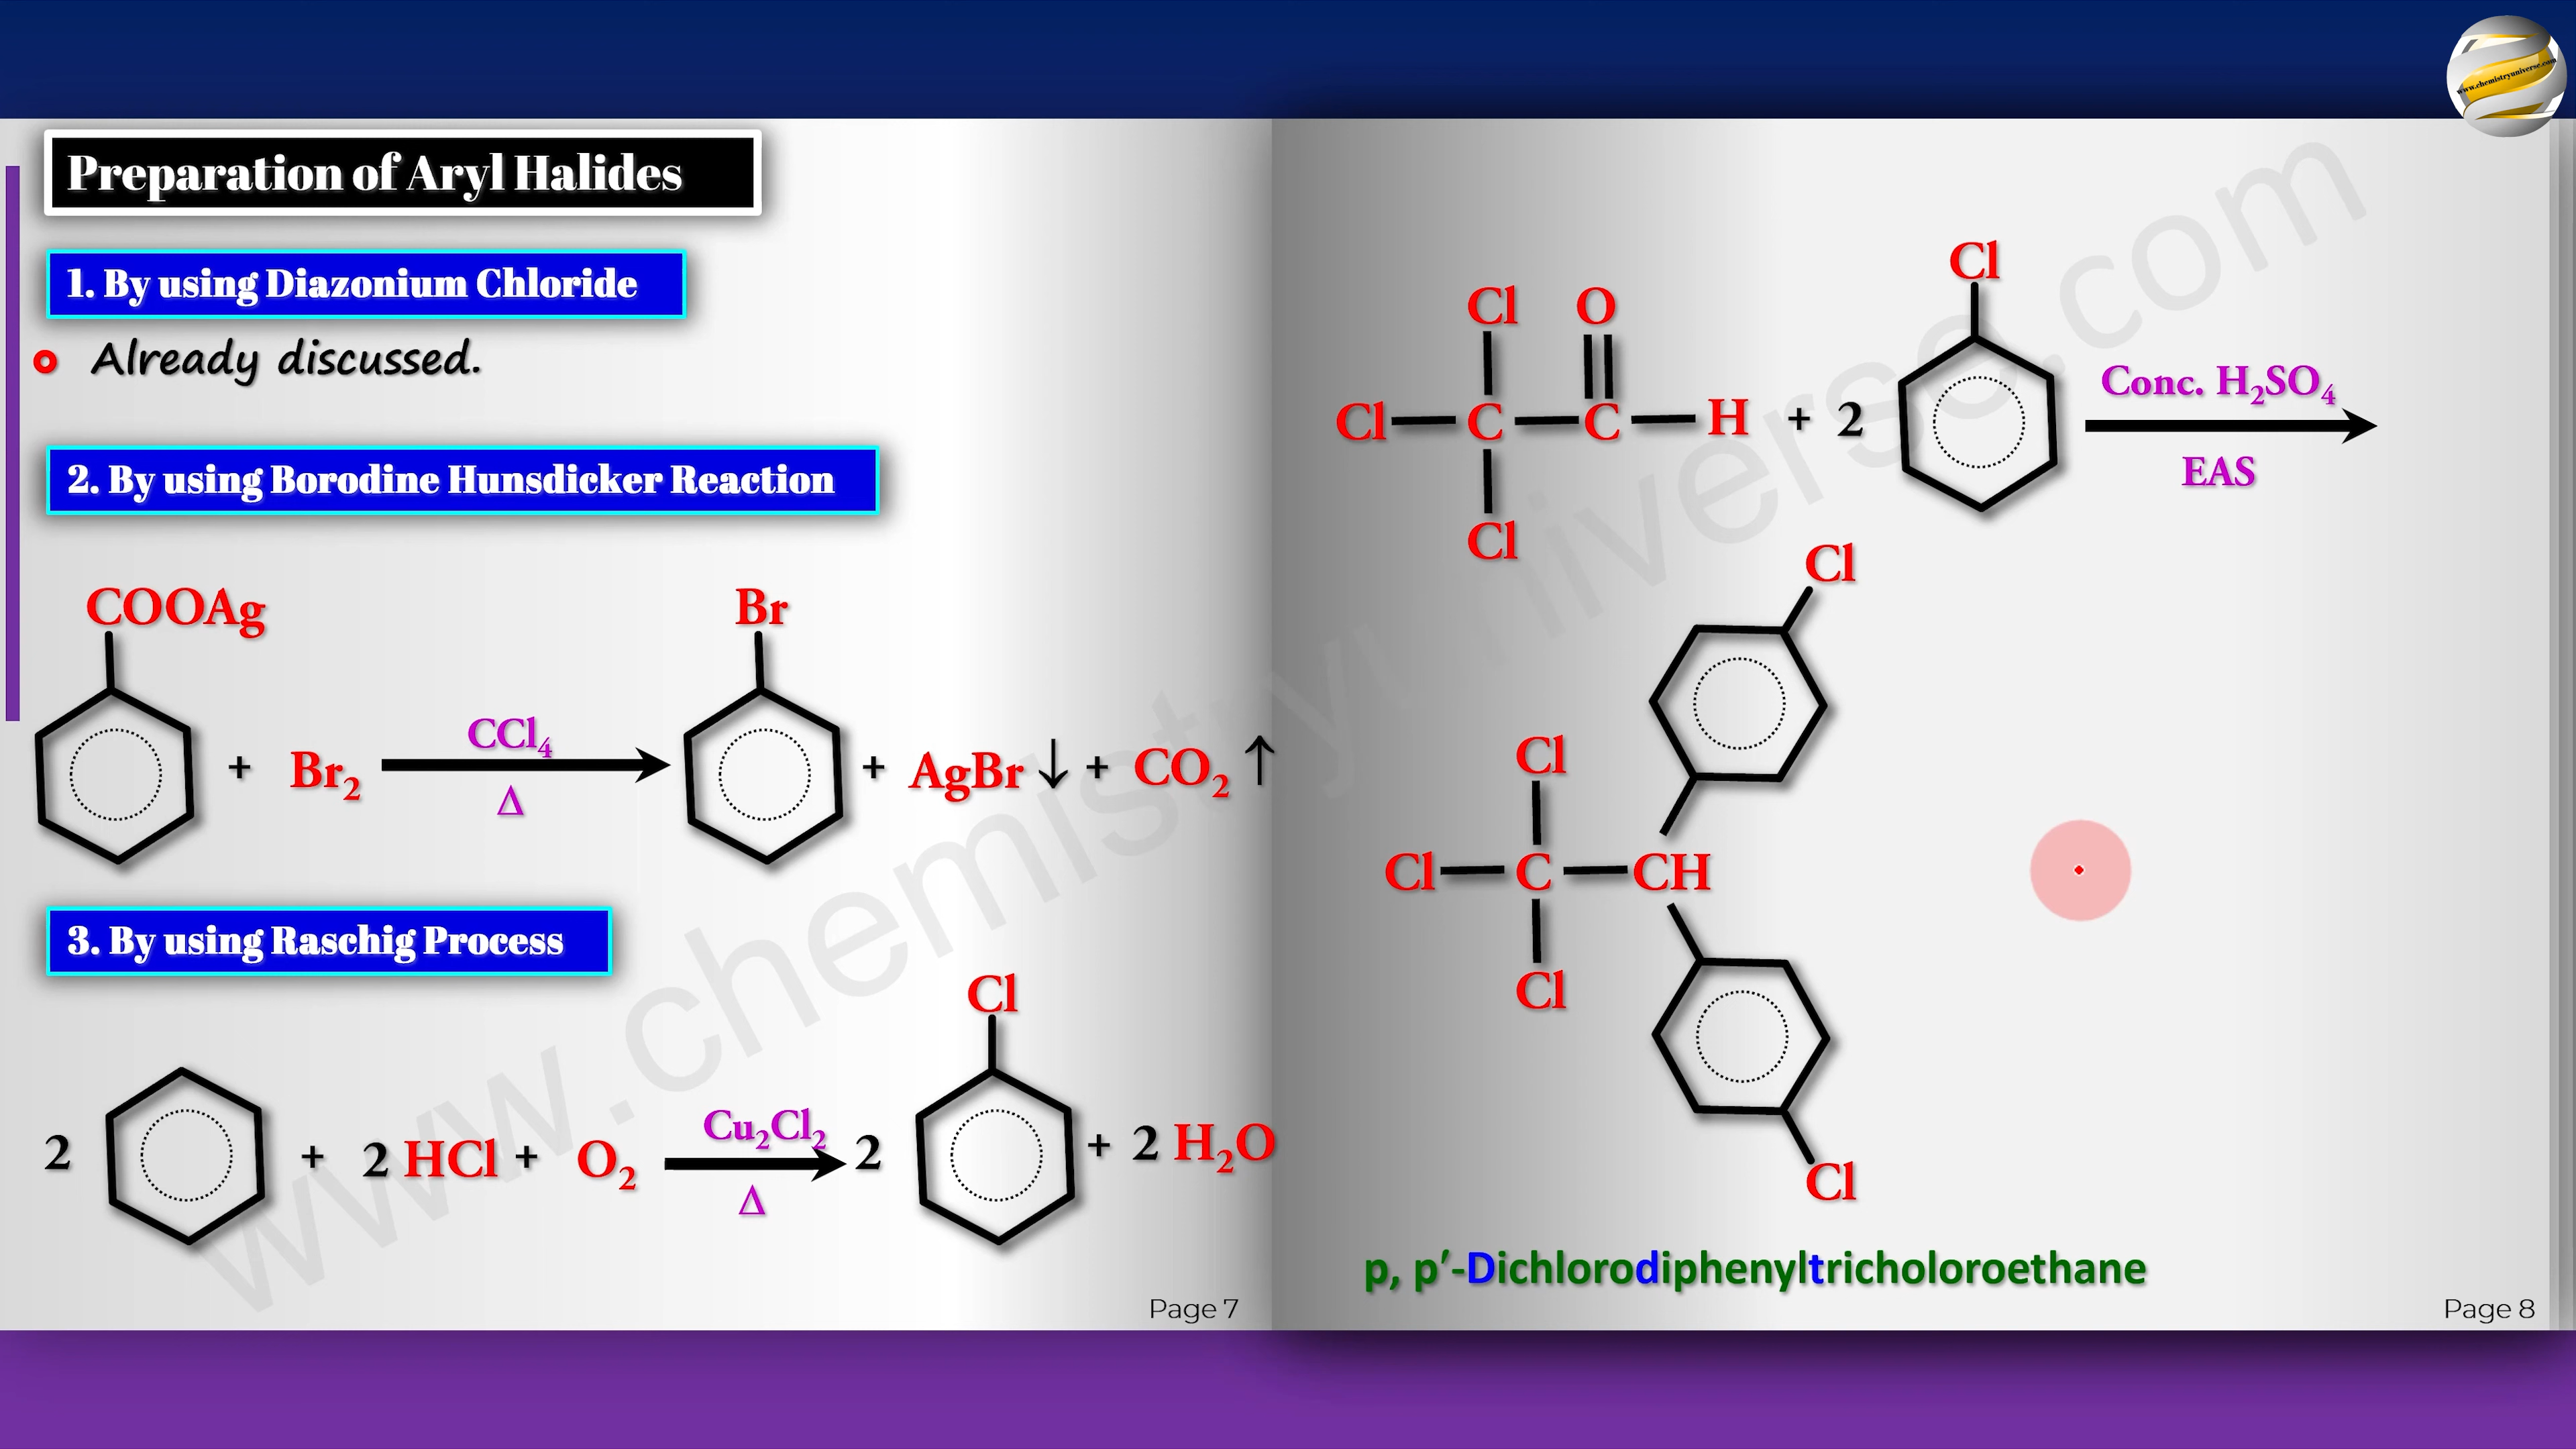 www.chemistryuniverse.com
Preparation of Aryl Halides
1. By using Diazonium Chloride
Already discussed.
2. By using Borodine Hunsdicker Reaction
COOAg
Br
CCl₄
+ Br₂ + AgBr ↓ + CO₂ ↑
Δ
3. By using Raschig Process
Cl
Cu₂Cl₂
2 + 2 HCl + O₂ 2 + 2 H₂O
Δ
Page 7
Cl
Cl O
Conc. H₂SO₄
Cl C C H + 2
EAS
Cl
Cl
Cl
Cl C CH
Cl
Cl
p, p′-Dichlorodiphenyltricholoroethane
Page 8
www.chemistryuniverse.com